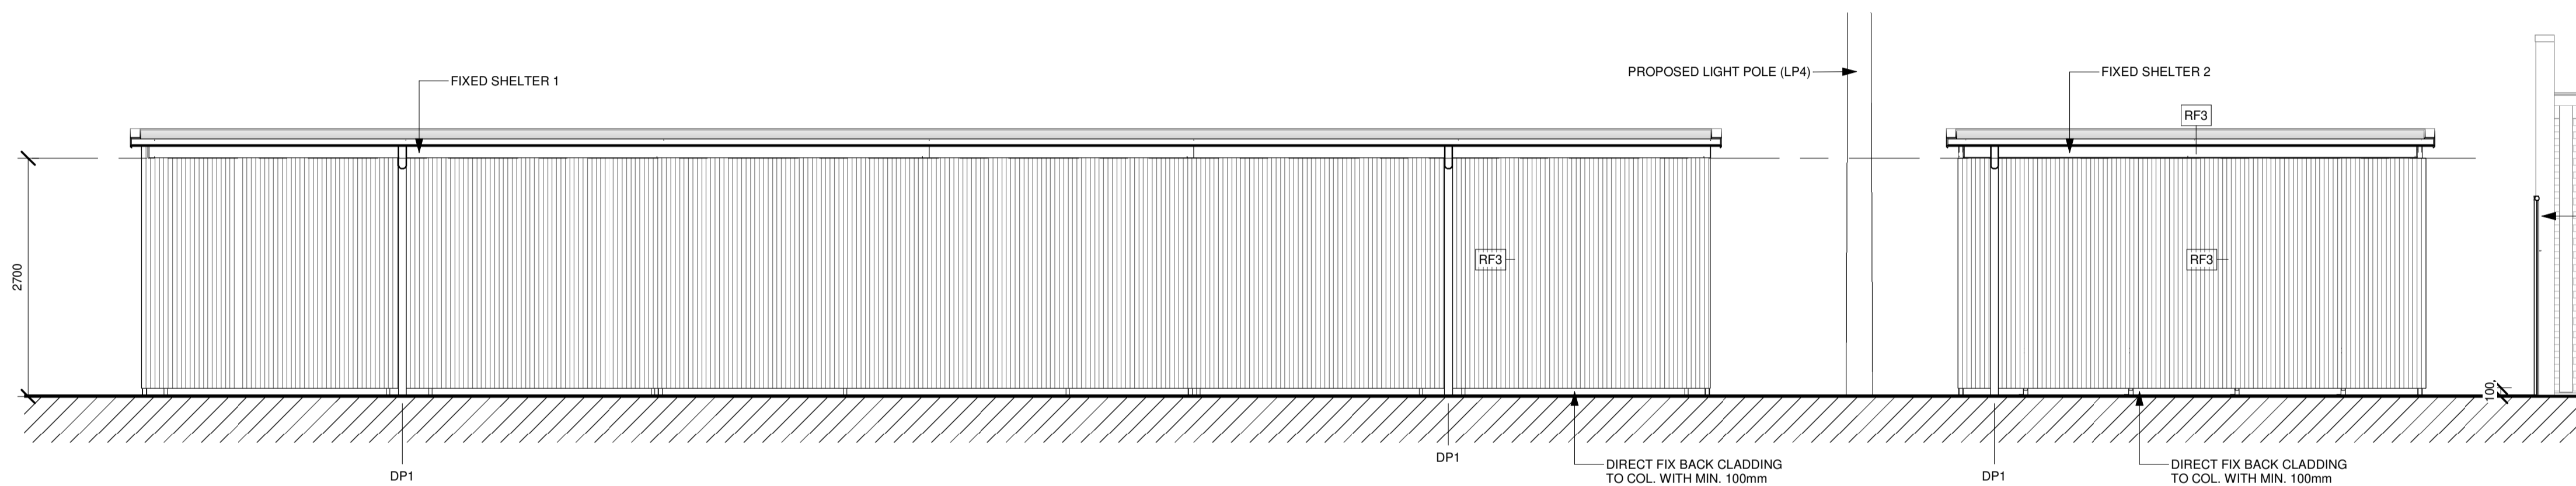 FIXED SHELTER 1
PROPOSED LIGHT POLE (LP4)
FIXED SHELTER 2
RF3
2700
RF3
RF3
100
DP1
DP1
DIRECT FIX BACK CLADDING
TO COL. WITH MIN. 100mm
DP1
DIRECT FIX BACK CLADDING
TO COL. WITH MIN. 100mm